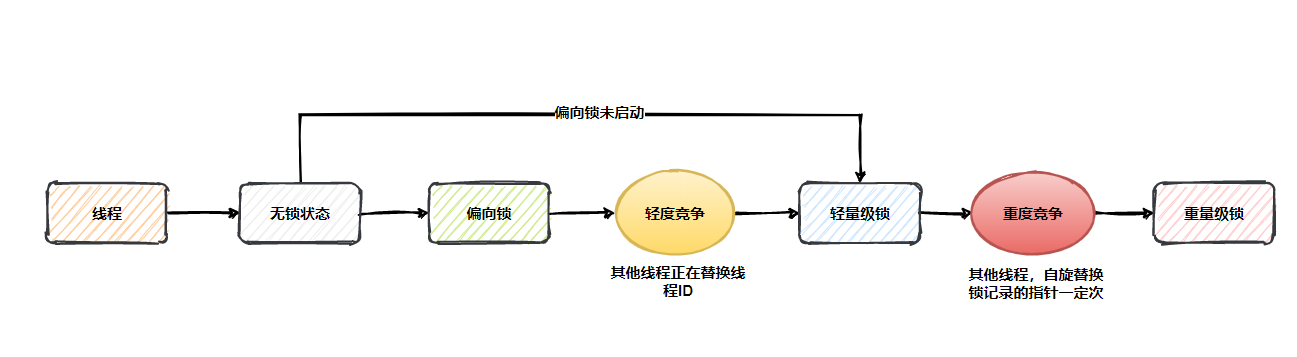 偏向锁未启动
线程
无锁状态
偏向锁
轻度竞争
轻量级锁
重度竞争
重量级锁
其他线程正在替换线
程ID
其他线程，自旋替换
锁记录的指针一定次